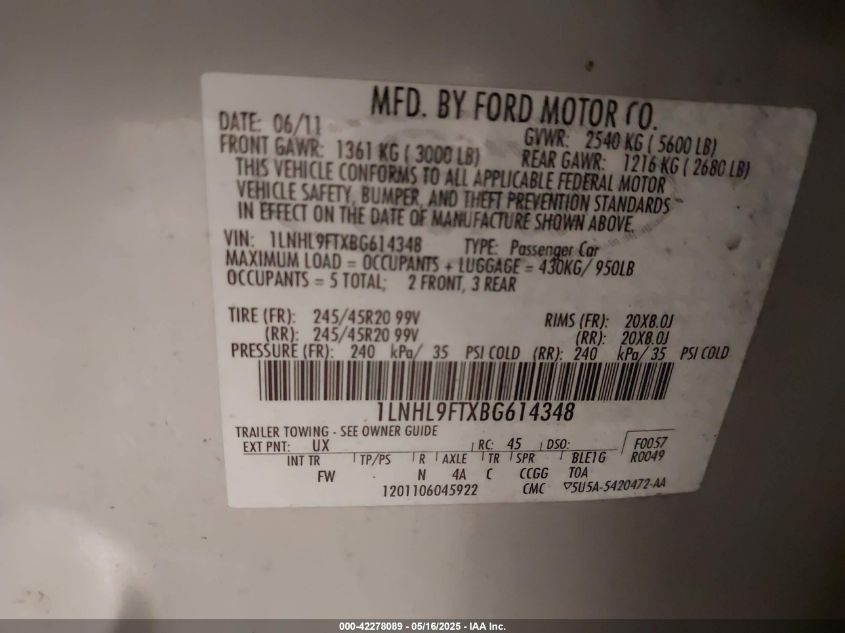 MFD. BY FORD MOTOR CO.
DATE: 06/11 GVWR: 2540 KG ( 5600 LB)
FRONT GAWR: 1361 KG ( 3000 LB) REAR GAWR: 1216 KG ( 2680 LB)
THIS VEHICLE CONFORMS TO ALL APPLICABLE FEDERAL MOTOR
VEHICLE SAFETY, BUMPER, AND THEFT PREVENTION STANDARDS
IN EFFECT ON THE DATE OF MANUFACTURE SHOWN ABOVE.
VIN: 1LNHL9FTXBG614348 TYPE: Passenger Car
MAXIMUM LOAD = OCCUPANTS + LUGGAGE = 430KG/ 950LB
OCCUPANTS = 5 TOTAL; 2 FRONT, 3 REAR
TIRE (FR): 245/45R20 99V RIMS (FR): 20X8.0J
(RR): 245/45R20 99V (RR): 20X8.0J
PRESSURE (FR): 240 kPa/ 35 PSI COLD (RR): 240 kPa/ 35 PSI COLD
1LNHL9FTXBG614348
TRAILER TOWING - SEE OWNER GUIDE
EXT PNT: UX RC: 45 DSO: F0057
INT TR TP/PS R AXLE TR SPR BLE1G R0049
FW N 4A C CCGG TOA
1201106045922 CMC ▽5U5A-5420472-AA
000-42278089 - 05/16/2025 - IAA Inc.